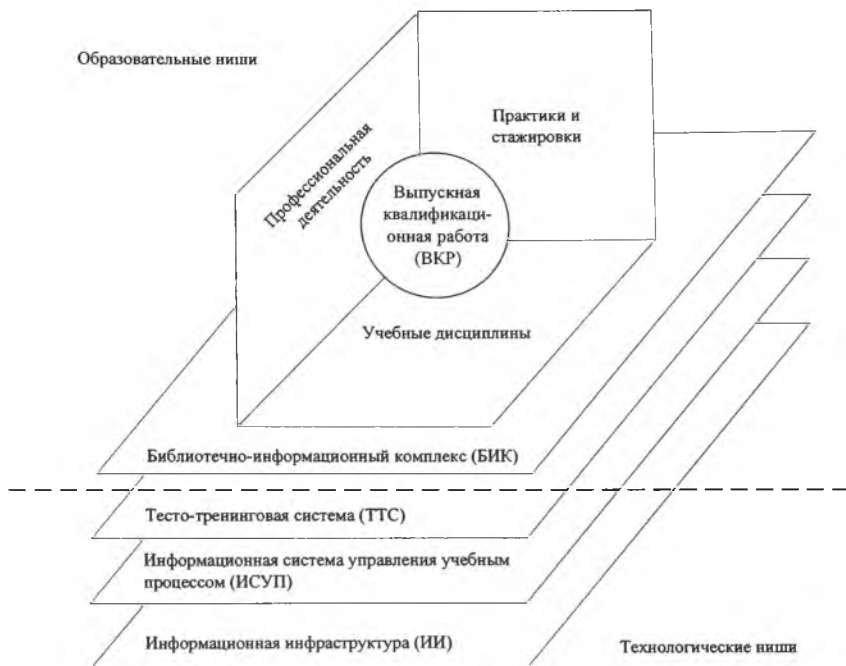 Образовательные ниши
Практики и
стажировки
Профессиональная
деятельность
Выпускная
квалификаци-
онная работа
(ВКР)
Учебные дисциплины
Библиотечно-информационный комплекс (БИК)
Тесто-тренинговая система (ТТС)
Информационная система управления учебным
процессом (ИСУП)
Информационная инфраструктура (ИИ)
Технологические ниши